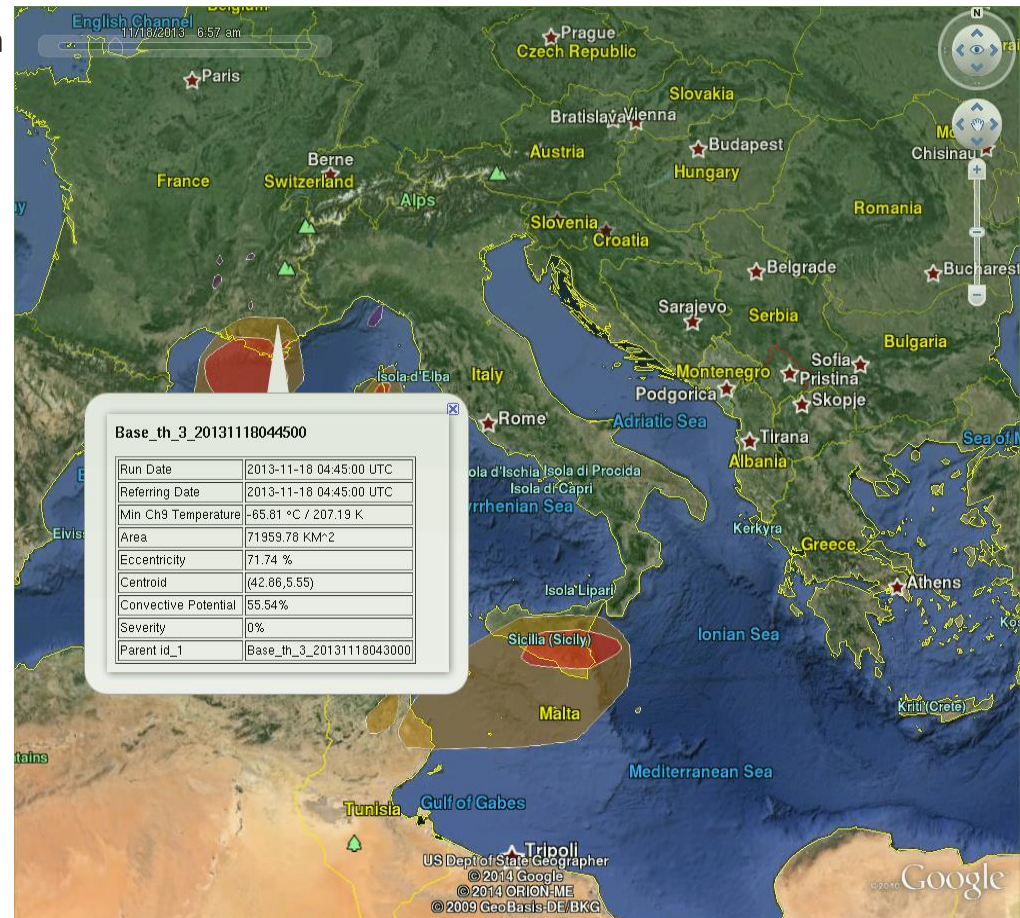 English Channel
11/18/2013 6:57 am
N
Prague
Czech Republic
Paris
Slovakia
Bratislava Vienna
Austria
Budapest
Hungary
Chisinau
Berne
Switzerland
France
Alps
Slovenia
Croatia
Romania
Belgrade
Bucharest
Sarajevo
Serbia
Bulgaria
Isola d'Elba
Italy
Montenegro
Sofia
Pristina
Podgorica
Skopje
Rome
Adriatic Sea
Tirana
Albania
Sea of
Base_th_3_20131118044500
Run Date 2013-11-18 04:45:00 UTC
Referring Date 2013-11-18 04:45:00 UTC
Min Ch9 Temperature -65.81 °C / 207.19 K
Area 71959.78 KM^2
Eccentricity 71.74 %
Centroid (42.86,5.55)
Convective Potential 55.54%
Severity 0%
Parent id_1 Base_th_3_20131118043000
ola d'Ischia Isola di Procida
Isola di Capri
yrrhenian Sea
Eivis
Kerkyra
Greece
Athens
Isola Lipari
Sicilia (Sicily)
Ionian Sea
Ko
Malta
Kriti (Crete)
tains
Mediterranean Sea
Tunisia
Gulf of Gabes
Tripoli
US Dept of State Geographer
© 2014 Google
© 2014 ORION-ME
© 2009 GeoBasis-DE/BKG
Google